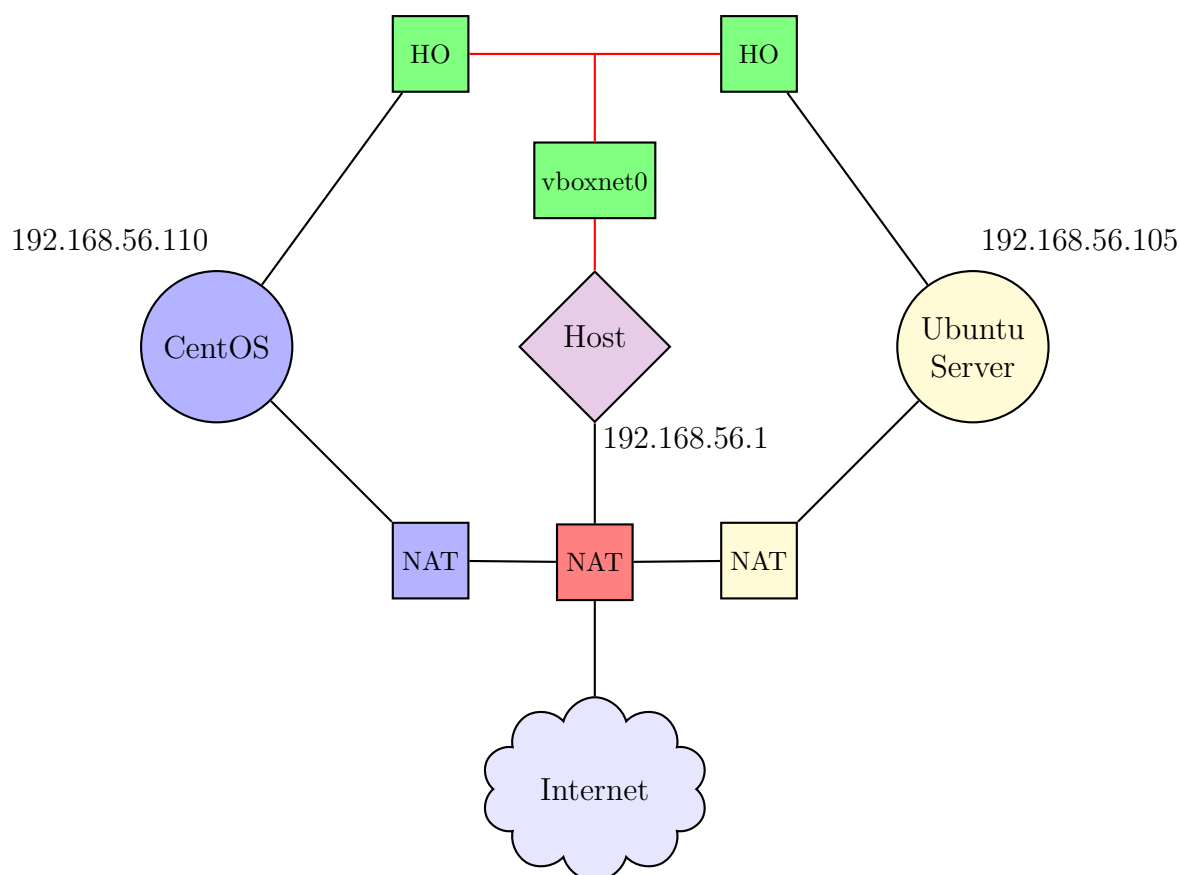 HO
HO
vboxnet0
192.168.56.110
192.168.56.105
CentOS
Host
Ubuntu
Server
192.168.56.1
NAT
NAT
NAT
Internet